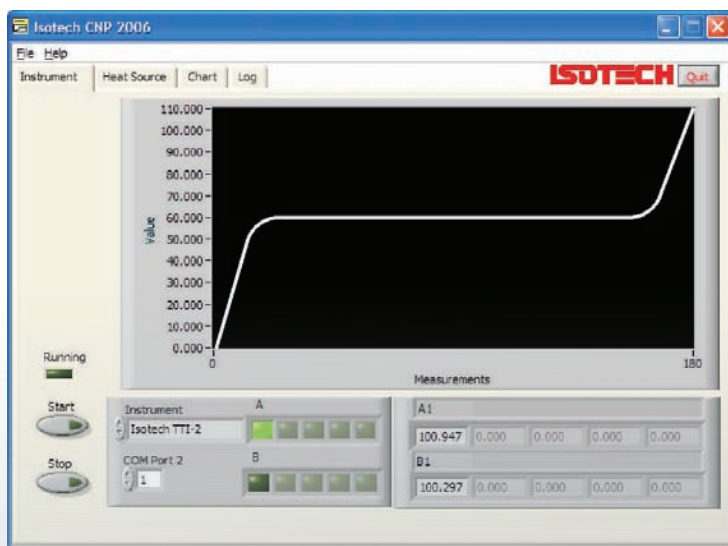 Isotech CNP 2006
File Help
Instrument Heat Source Chart Log ISOTECH Quit
110.000
100.000
90.000
80.000
70.000
60.000
50.000
40.000
30.000
20.000
10.000
0.000
Value
0 180
Measurements
Running
Start
Stop
Instrument
Isotech TTI-2
COM Port 2
1
A
B
A1
100.947 0.000 0.000 0.000 0.000
B1
100.297 0.000 0.000 0.000 0.000